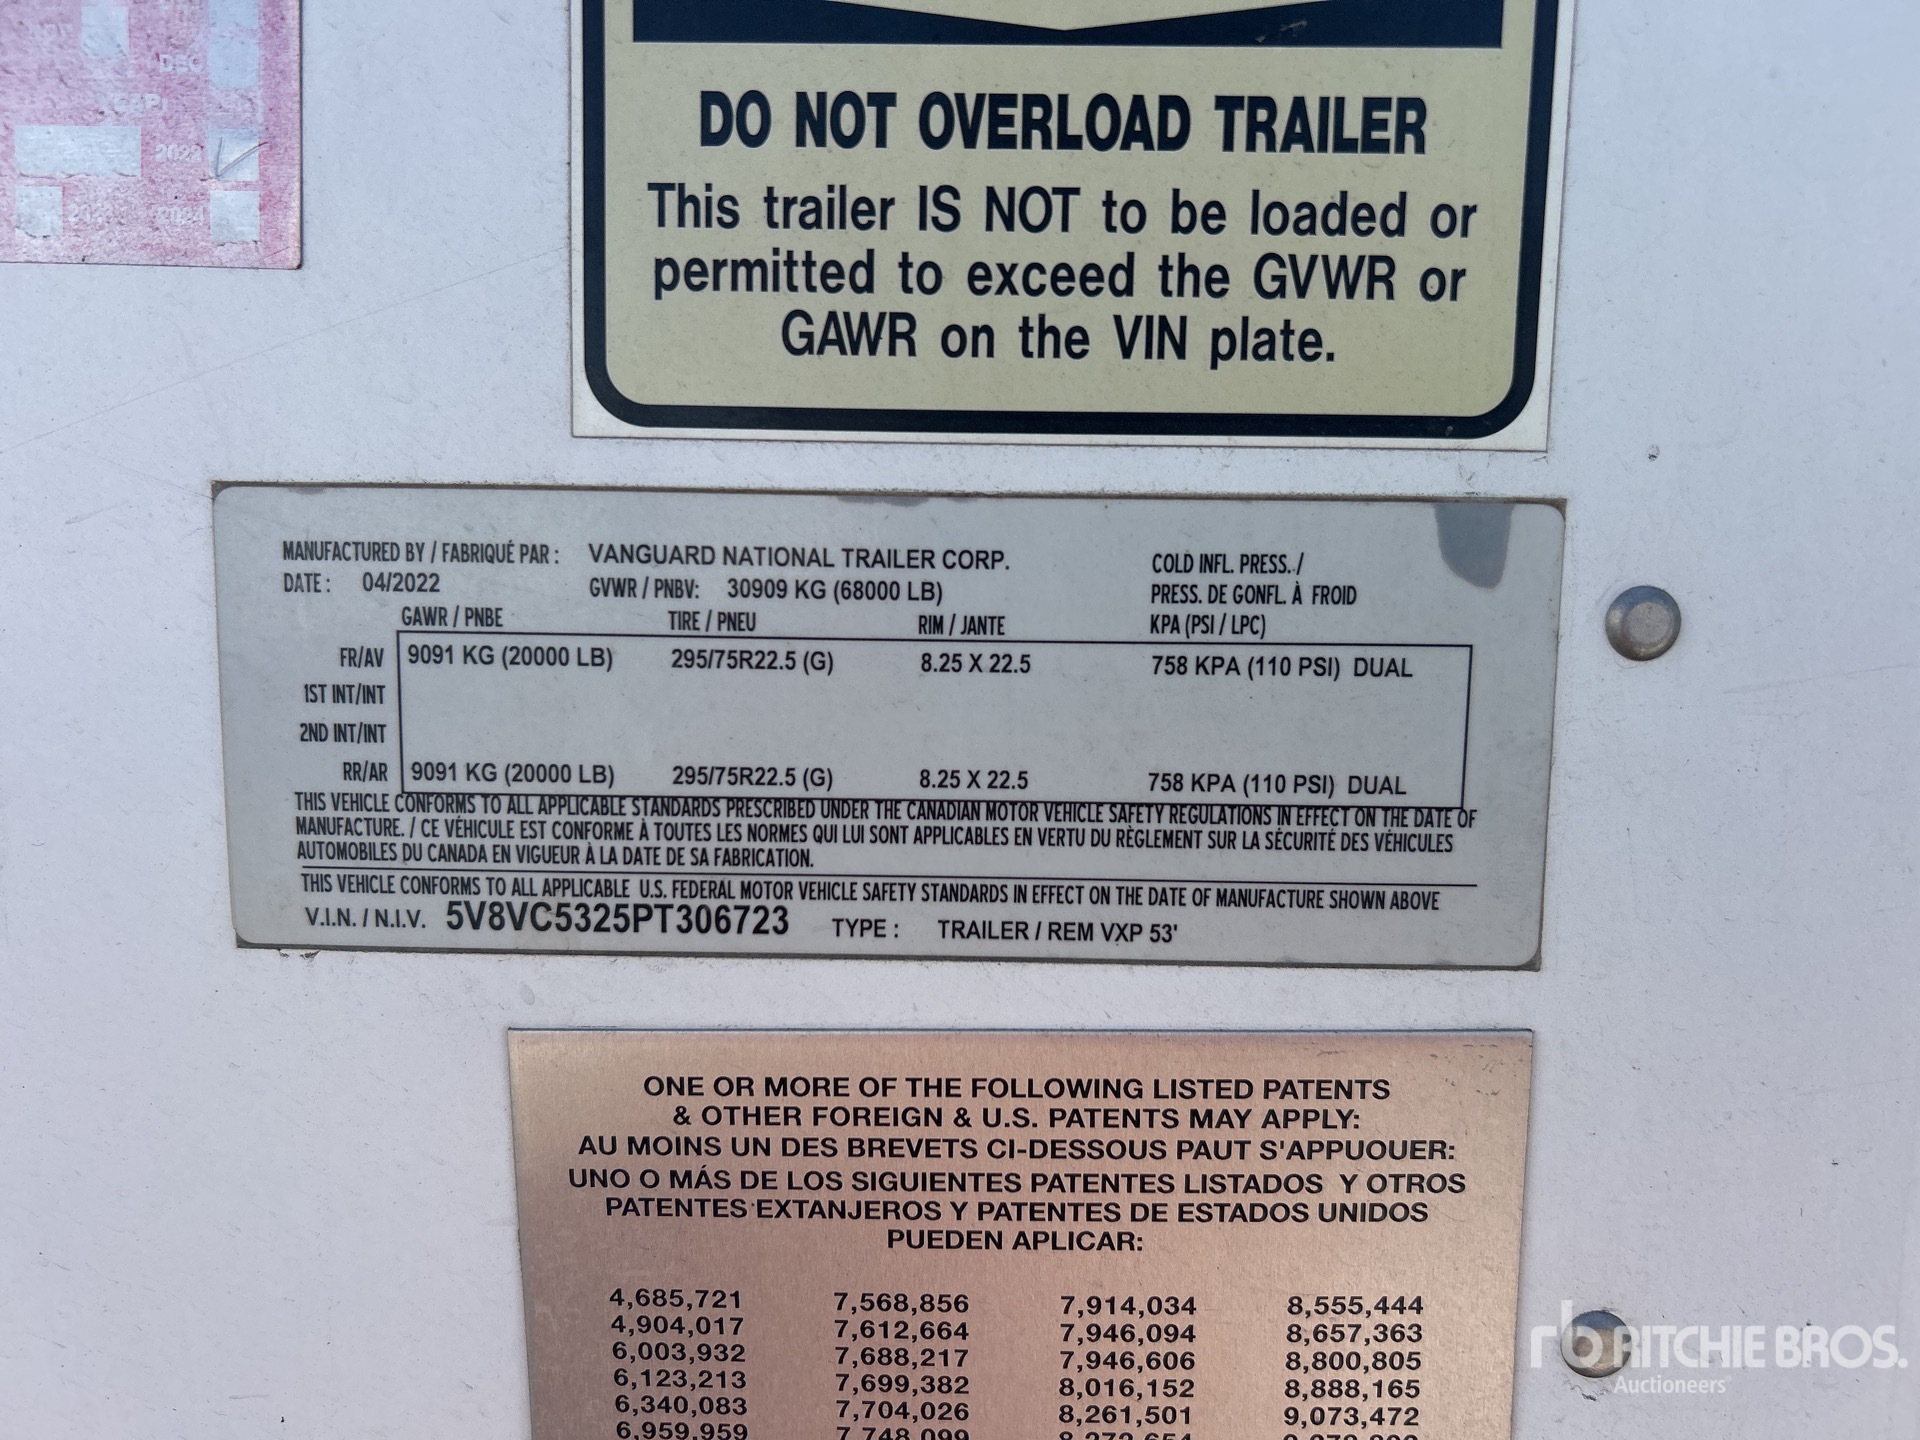 DEC
2022
2024
DO NOT OVERLOAD TRAILER
This trailer IS NOT to be loaded or
permitted to exceed the GVWR or
GAWR on the VIN plate.
MANUFACTURED BY / FABRIQUÉ PAR : VANGUARD NATIONAL TRAILER CORP.
DATE : 04/2022 GVWR / PNBV: 30909 KG (68000 LB)
COLD INFL. PRESS. /
PRESS. DE GONFL. À FROID
GAWR / PNBE TIRE / PNEU RIM / JANTE KPA (PSI / LPC)
FR/AV 9091 KG (20000 LB) 295/75R22.5 (G) 8.25 X 22.5 758 KPA (110 PSI) DUAL
1ST INT/INT
2ND INT/INT
RR/AR 9091 KG (20000 LB) 295/75R22.5 (G) 8.25 X 22.5 758 KPA (110 PSI) DUAL
THIS VEHICLE CONFORMS TO ALL APPLICABLE STANDARDS PRESCRIBED UNDER THE CANADIAN MOTOR VEHICLE SAFETY REGULATIONS IN EFFECT ON THE DATE OF
MANUFACTURE. / CE VÉHICULE EST CONFORME À TOUTES LES NORMES QUI LUI SONT APPLICABLES EN VERTU DU RÈGLEMENT SUR LA SÉCURITÉ DES VÉHICULES
AUTOMOBILES DU CANADA EN VIGUEUR À LA DATE DE SA FABRICATION.
THIS VEHICLE CONFORMS TO ALL APPLICABLE U.S. FEDERAL MOTOR VEHICLE SAFETY STANDARDS IN EFFECT ON THE DATE OF MANUFACTURE SHOWN ABOVE
V.I.N. / N.I.V. 5V8VC5325PT306723 TYPE : TRAILER / REM VXP 53'
ONE OR MORE OF THE FOLLOWING LISTED PATENTS
& OTHER FOREIGN & U.S. PATENTS MAY APPLY:
AU MOINS UN DES BREVETS CI-DESSOUS PAUT S'APPUOUER:
UNO O MÁS DE LOS SIGUIENTES PATENTES LISTADOS Y OTROS
PATENTES EXTANJEROS Y PATENTES DE ESTADOS UNIDOS
PUEDEN APLICAR:
4,685,721 7,568,856 7,914,034 8,555,444
4,904,017 7,612,664 7,946,094 8,657,363
6,003,932 7,688,217 7,946,606 8,800,805
6,123,213 7,699,382 8,016,152 8,888,165
6,340,083 7,704,026 8,261,501 9,073,472
6,959,959 7,748,099
rb RITCHIE BROS.
Auctioneers